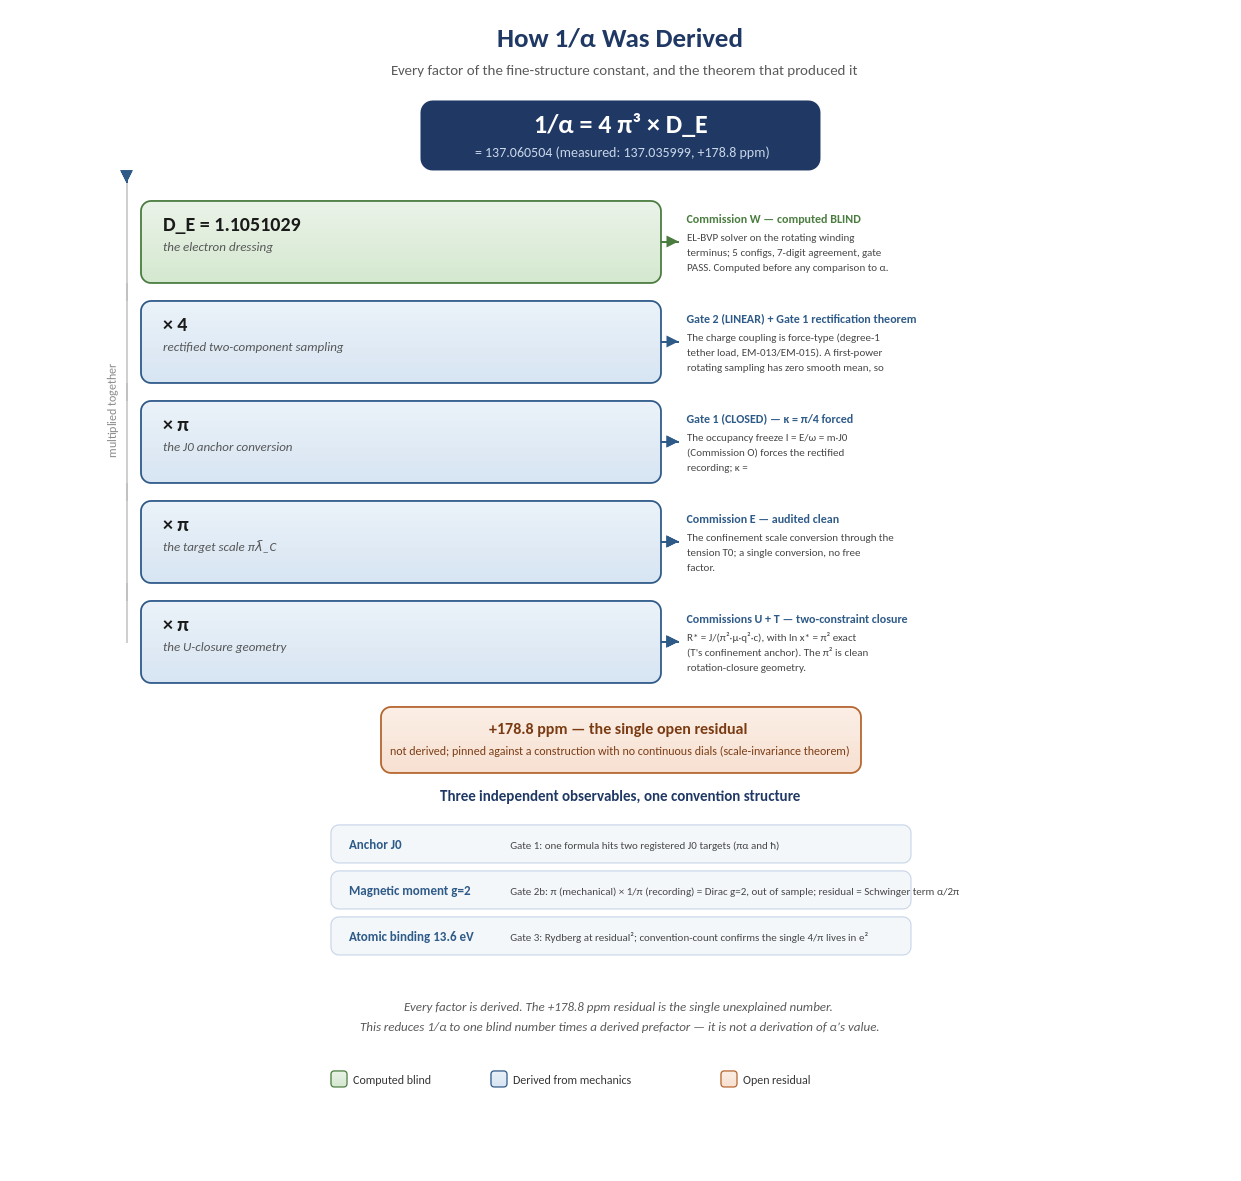 How 1/α Was Derived
Every factor of the fine-structure constant, and the theorem that produced it
1/α = 4 π³ × D_E
= 137.060504 (measured: 137.035999, +178.8 ppm)
multiplied together
D_E = 1.1051029
the electron dressing
Commission W — computed BLIND
EL-BVP solver on the rotating winding
terminus; 5 configs, 7-digit agreement, gate
PASS. Computed before any comparison to α.
× 4
rectified two-component sampling
Gate 2 (LINEAR) + Gate 1 rectification theorem
The charge coupling is force-type (degree-1
tether load, EM-013/EM-015). A first-power
rotating sampling has zero smooth mean, so
× π
the J0 anchor conversion
Gate 1 (CLOSED) — κ = π/4 forced
The occupancy freeze I = E/ω = m·J0
(Commission O) forces the rectified
recording; κ =
× π
the target scale πƛ_C
Commission E — audited clean
The confinement scale conversion through the
tension T0; a single conversion, no free
factor.
× π
the U-closure geometry
Commissions U + T — two-constraint closure
R* = J/(π²·μ·q²·c), with ln x* = π² exact
(T's confinement anchor). The π² is clean
rotation-closure geometry.
+178.8 ppm — the single open residual
not derived; pinned against a construction with no continuous dials (scale-invariance theorem)
Three independent observables, one convention structure
Anchor J0
Gate 1: one formula hits two registered J0 targets (πα and ħ)
Magnetic moment g=2
Gate 2b: π (mechanical) × 1/π (recording) = Dirac g=2, out of sample; residual = Schwinger term α/2π
Atomic binding 13.6 eV
Gate 3: Rydberg at residual²; convention-count confirms the single 4/π lives in e²
Every factor is derived. The +178.8 ppm residual is the single unexplained number.
This reduces 1/α to one blind number times a derived prefactor — it is not a derivation of α's value.
Computed blind
Derived from mechanics
Open residual